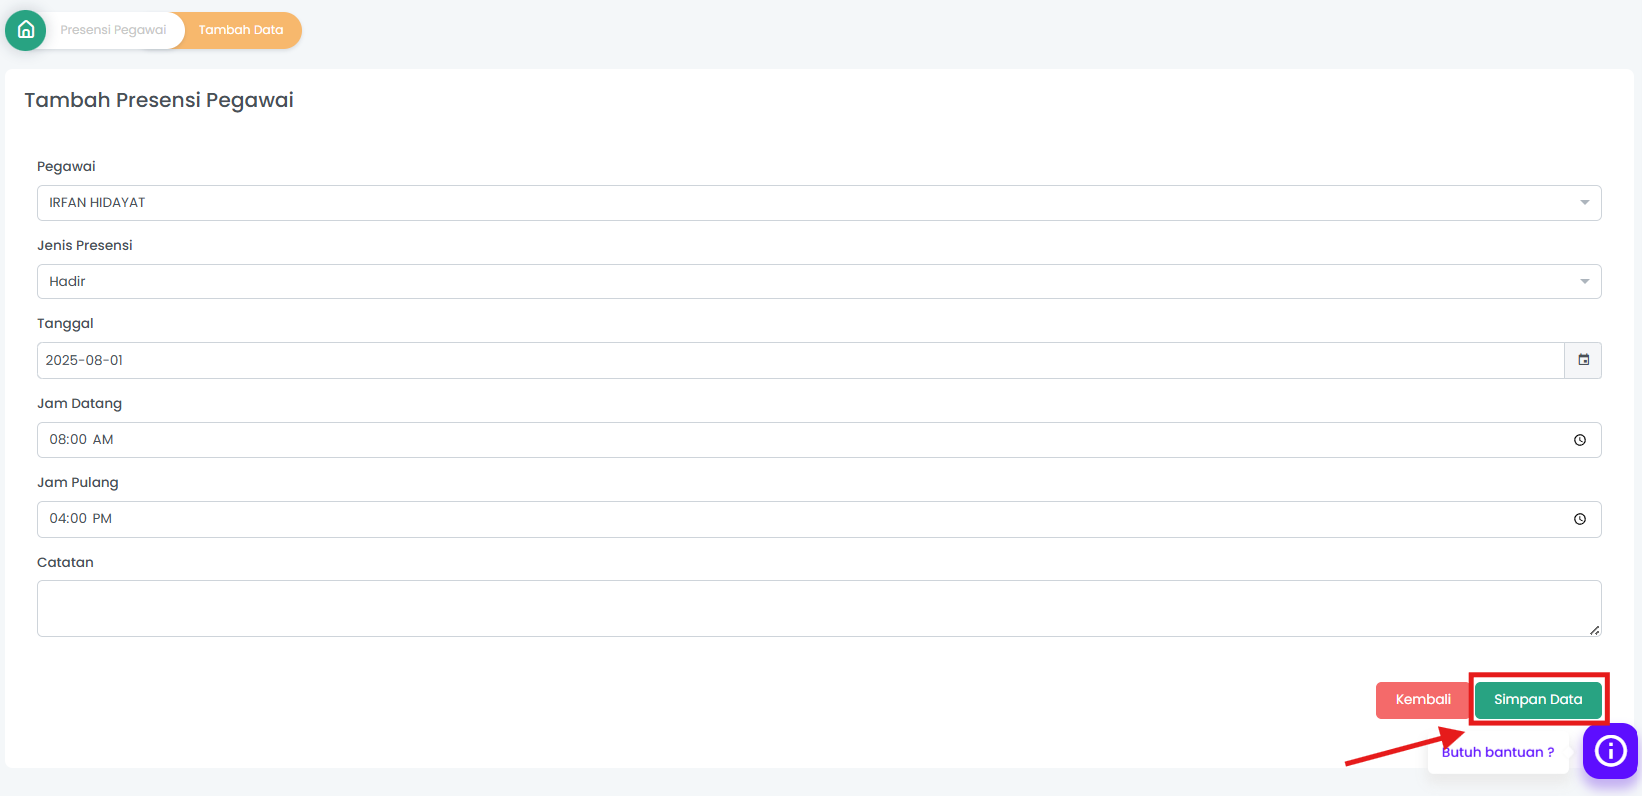 Presensi Pegawai
Tambah Data
Tambah Presensi Pegawai
Pegawai
IRFAN HIDAYAT
Jenis Presensi
Hadir
Tanggal
2025-08-01
Jam Datang
08:00 AM
Jam Pulang
04:00 PM
Catatan
Kembali
Simpan Data
Butuh bantuan ?